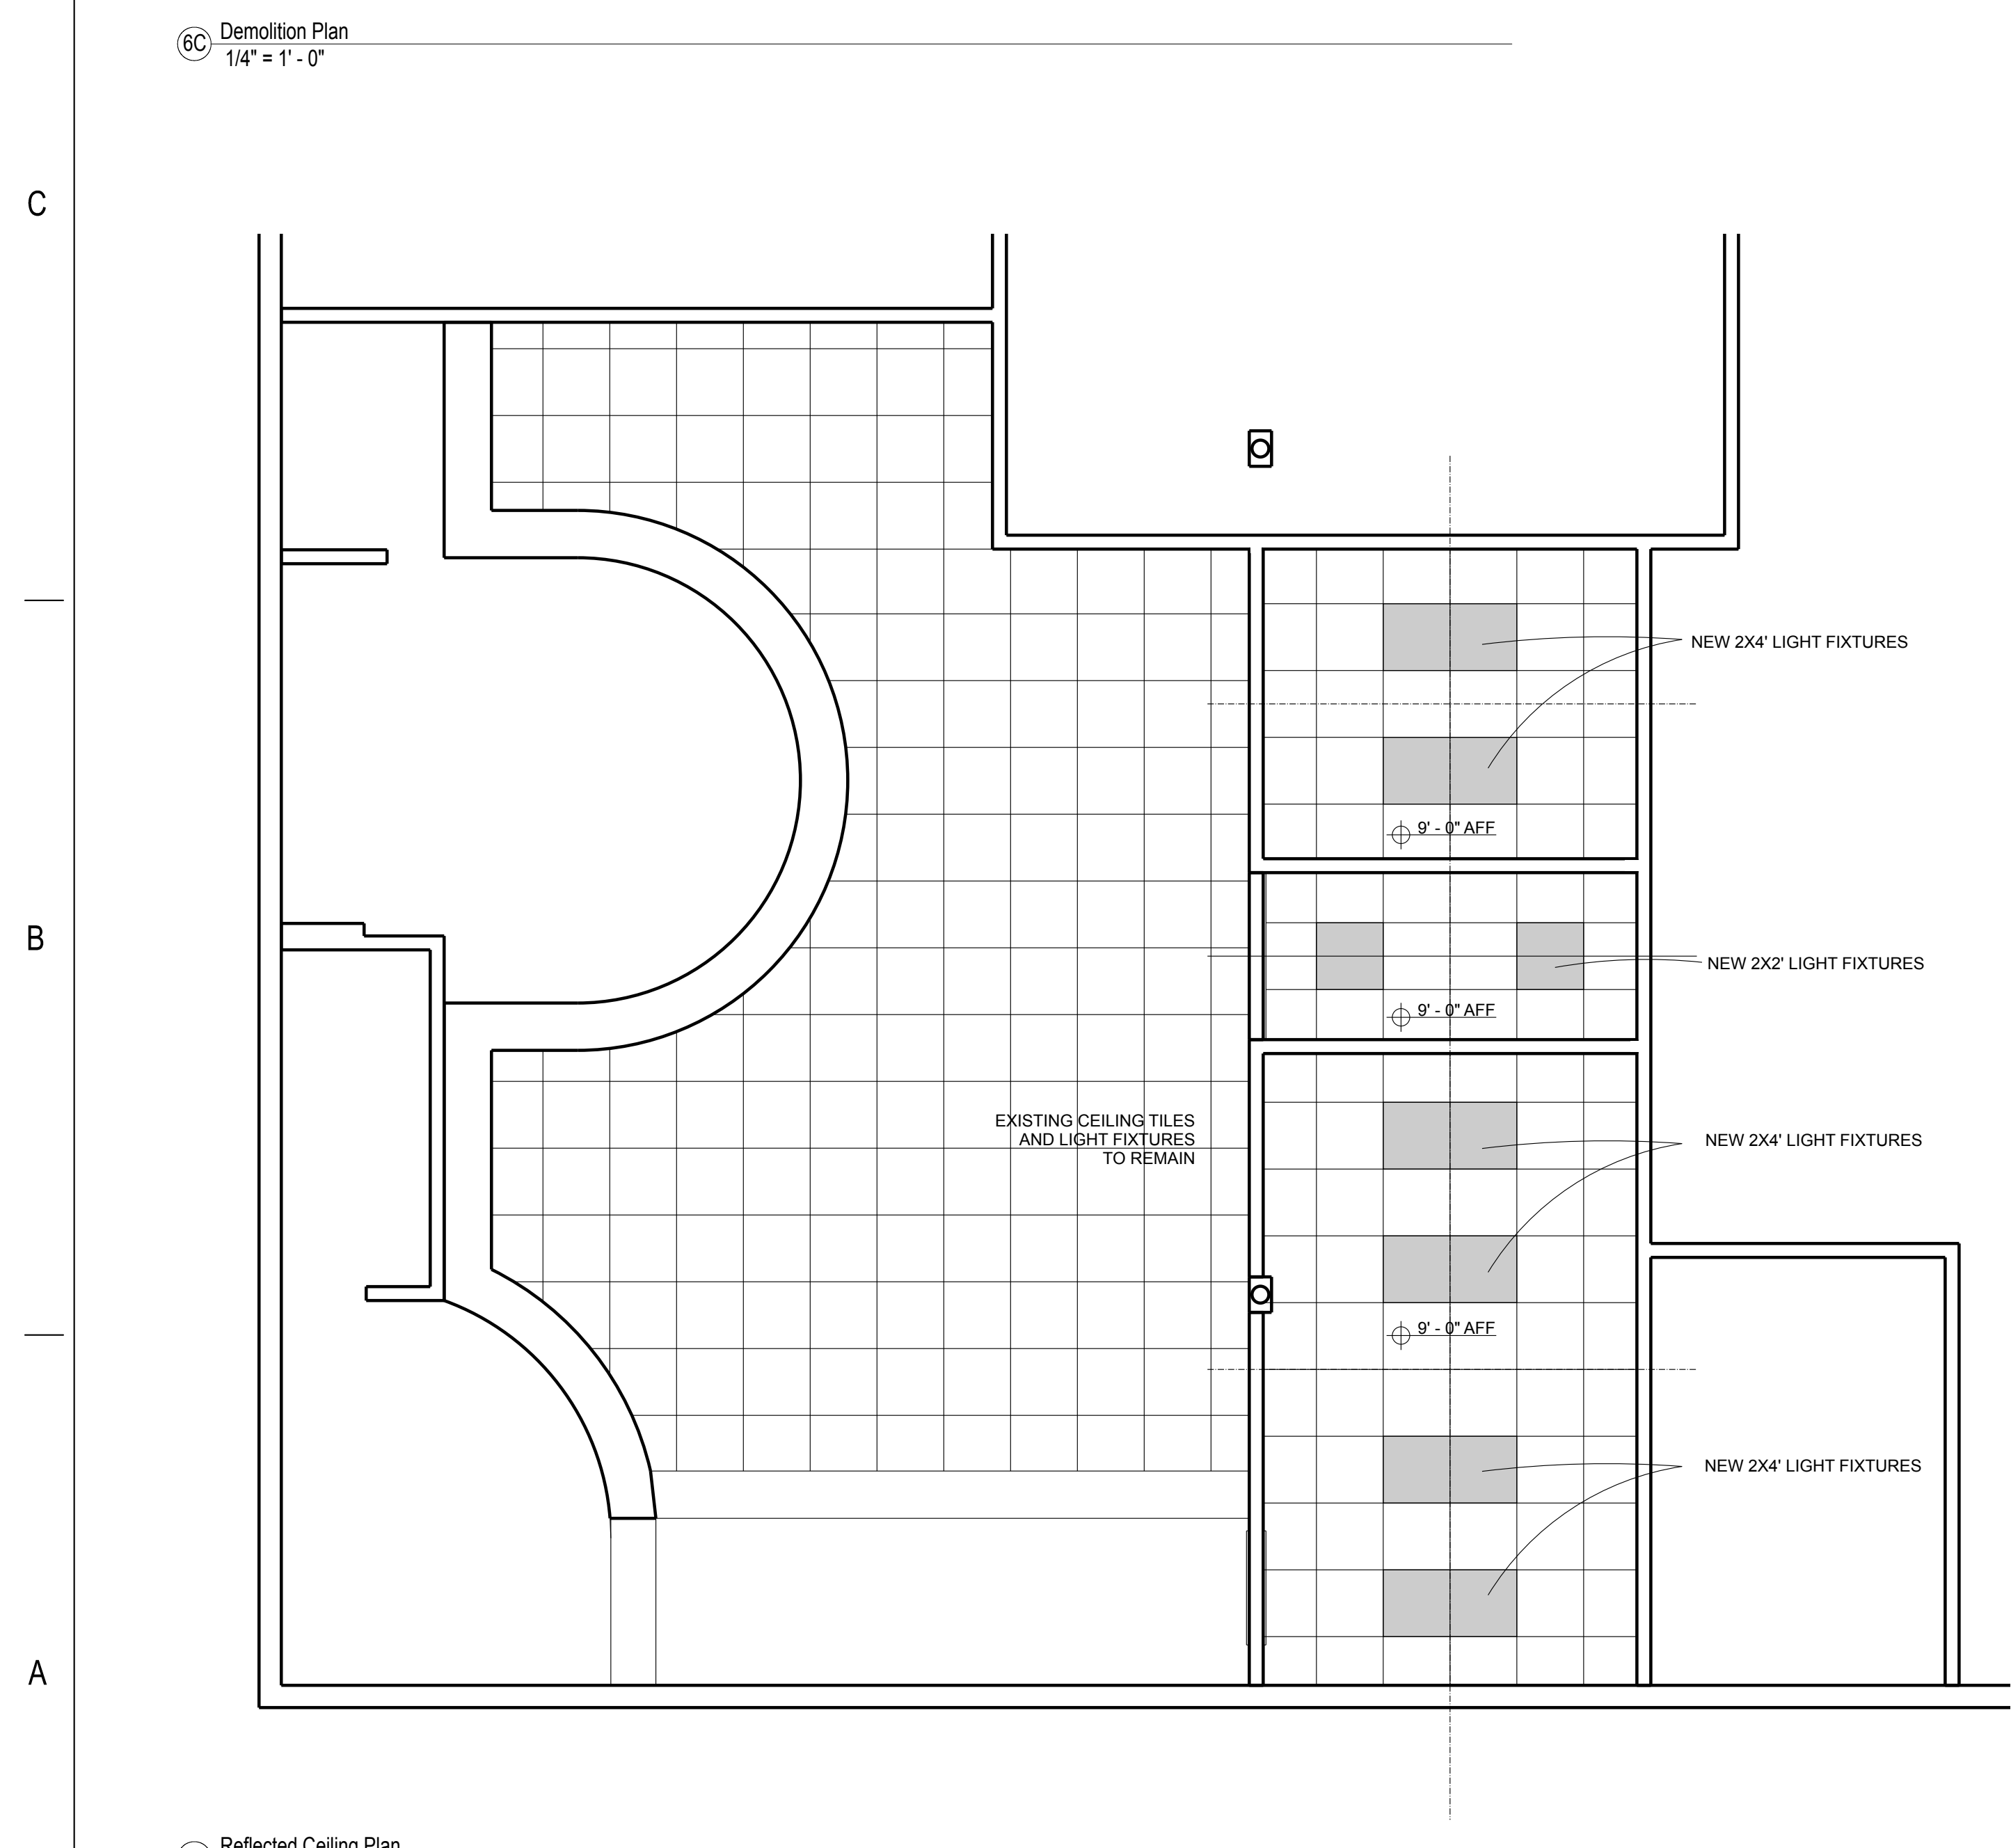 6C
Demolition Plan
1/4" = 1' - 0"
C
NEW 2X4' LIGHT FIXTURES
9' - 0" AFF
B
NEW 2X2' LIGHT FIXTURES
9' - 0" AFF
EXISTING CEILING TILES
AND LIGHT FIXTURES
TO REMAIN
NEW 2X4' LIGHT FIXTURES
9' - 0" AFF
NEW 2X4' LIGHT FIXTURES
A
Reflected Ceiling Plan